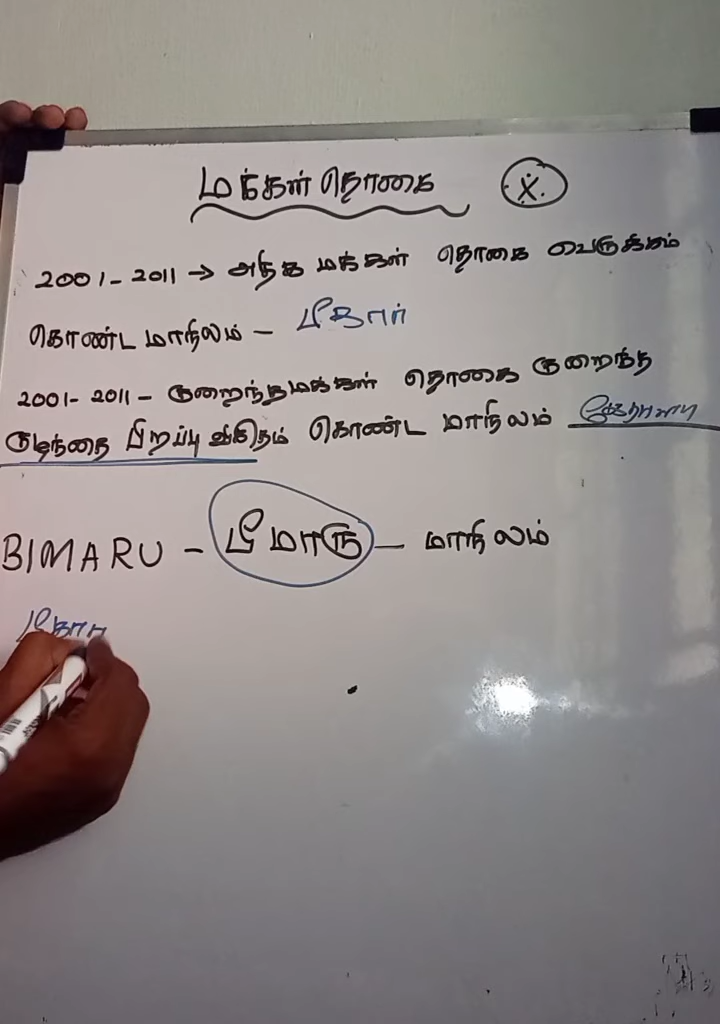 மக்கள் தொகை X
2001-2011 → அதிக மக்கள் தொகை பெருக்கம்
கொண்ட மாநிலம் - பீகார்
2001-2011 - குறைந்த மக்கள் தொகை குறைந்த
குழந்தை பிறப்பு விகிதம் கொண்ட மாநிலம் கேரளா
BIMARU - பீமாரு - மாநிலம்
பீகார